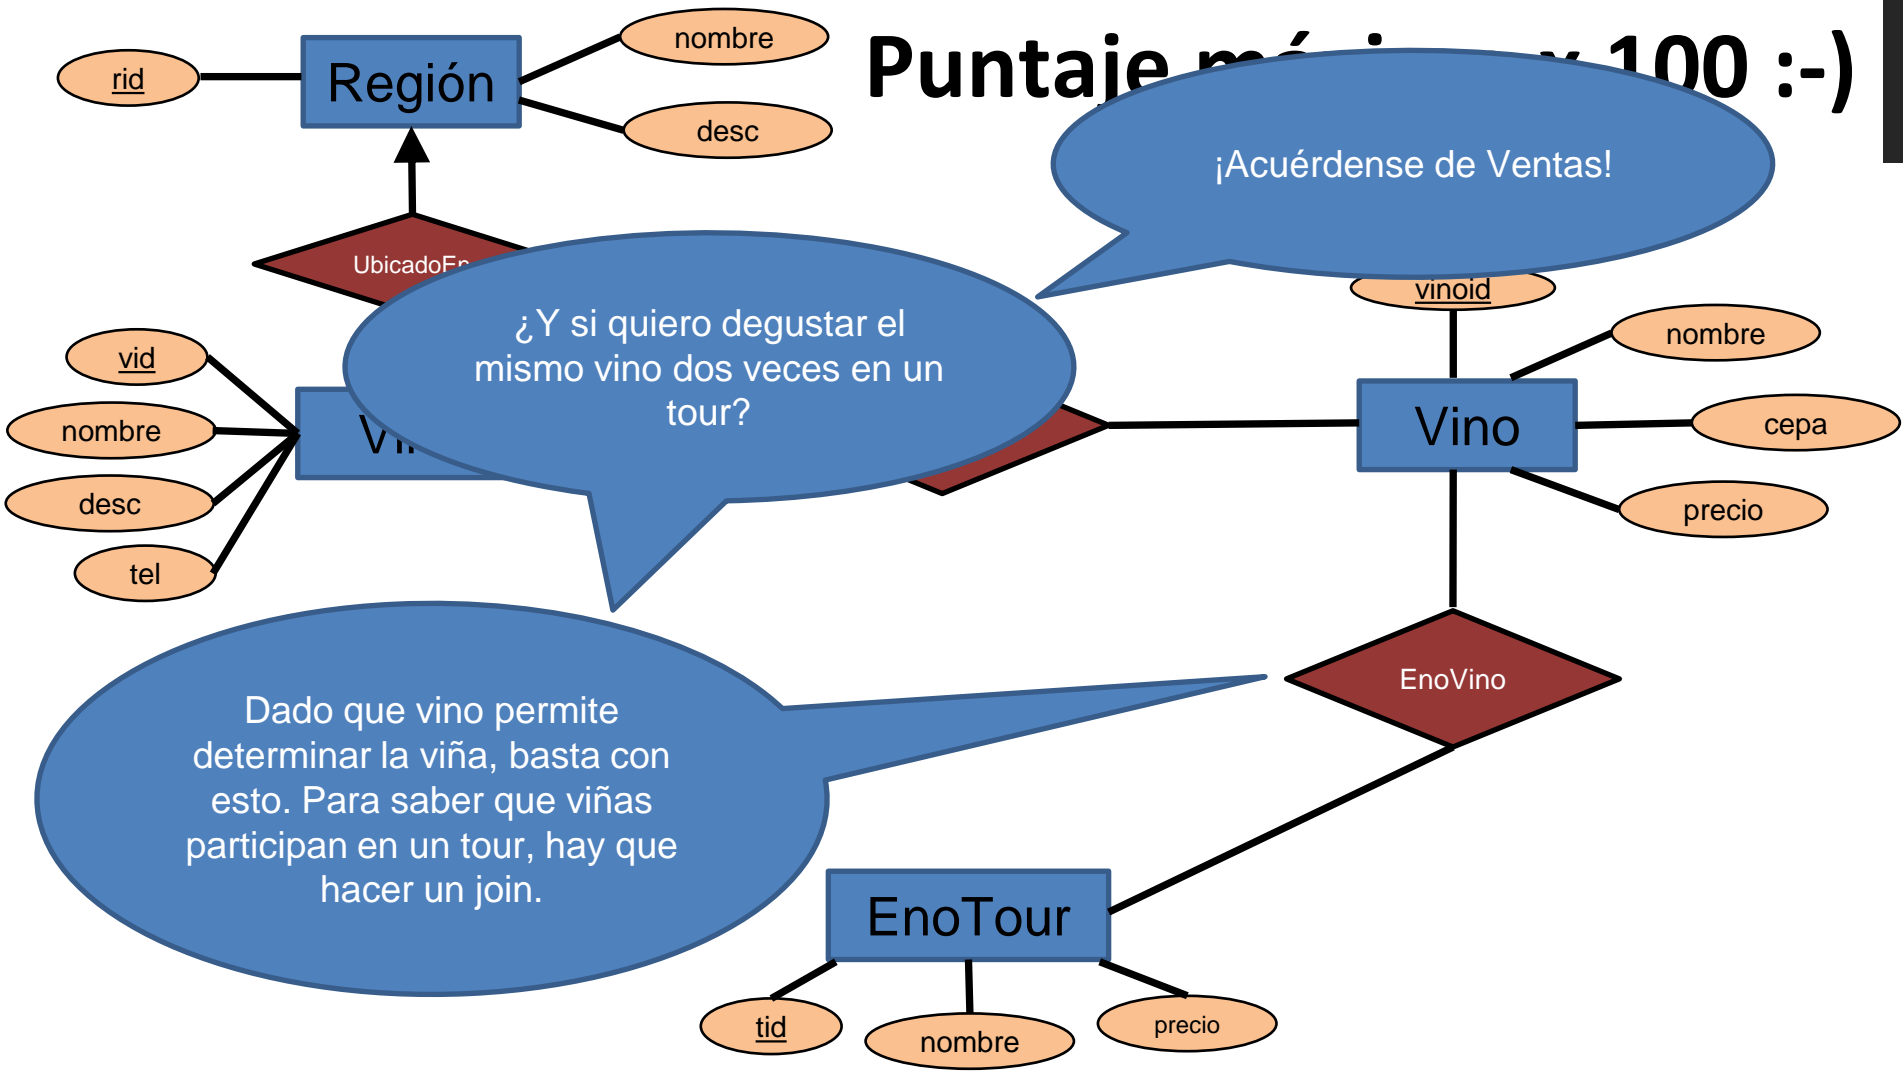 Puntaje x 100 :-)
nombre
rid
Región
desc
¡Acuérdense de Ventas!
UbicadoEn
vinoid
¿Y si quiero degustar el
mismo vino dos veces en un
tour?
vid
nombre
nombre
Vino
cepa
desc
precio
tel
EnoVino
Dado que vino permite
determinar la viña, basta con
esto. Para saber que viñas
participan en un tour, hay que
hacer un join.
EnoTour
tid
nombre
precio